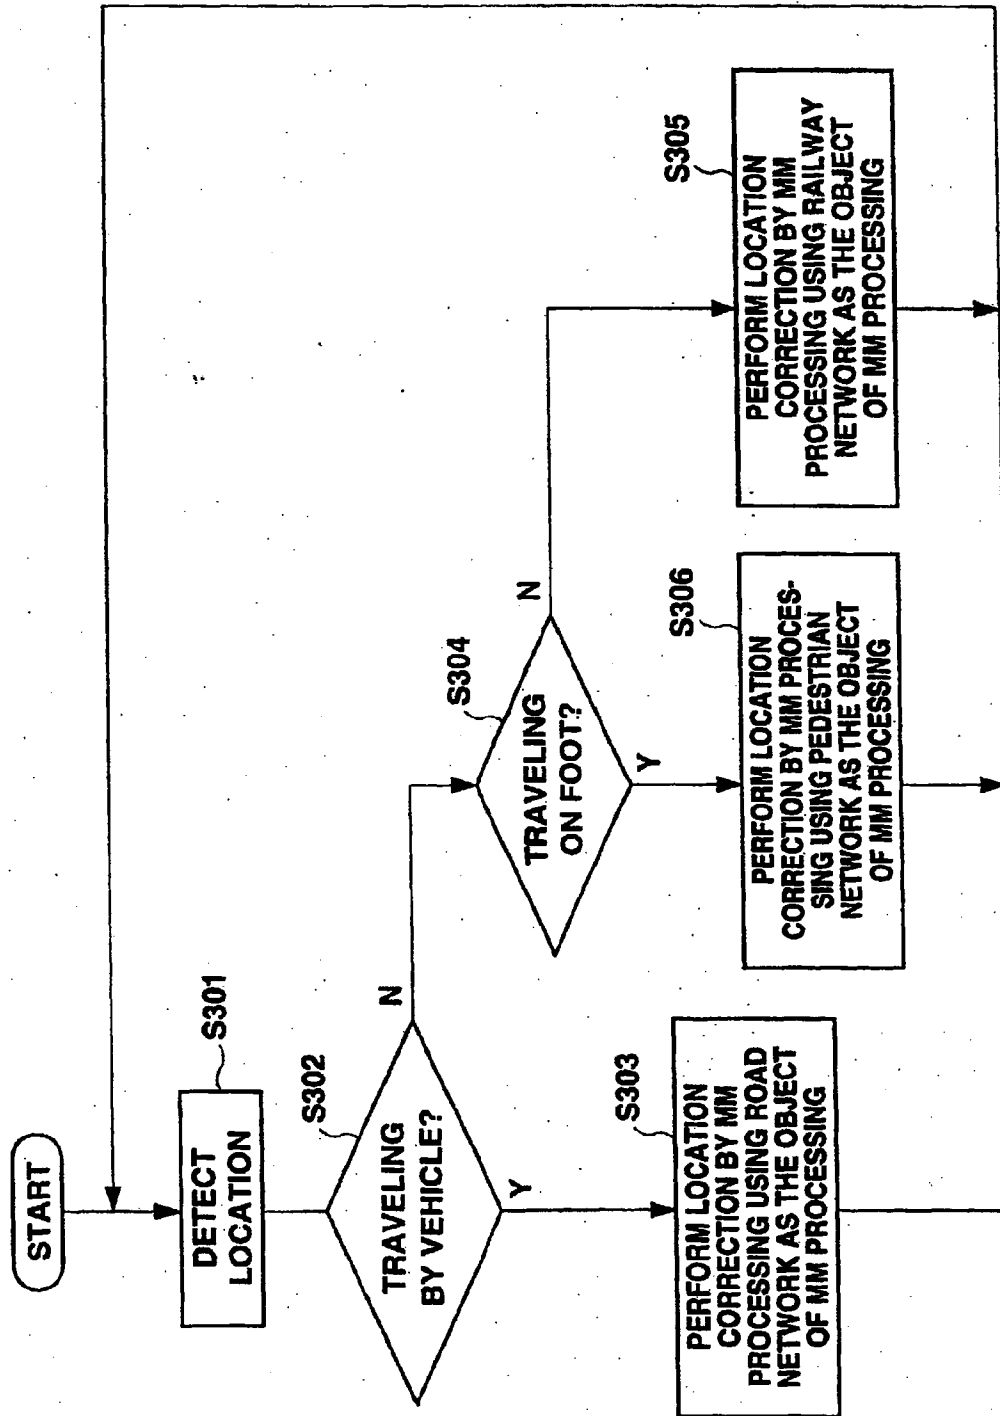 START
DETECT
LOCATION
S301
TRAVELING
BY VEHICLE?
S302
N
Y
PERFORM LOCATION
CORRECTION BY MM
PROCESSING USING ROAD
NETWORK AS THE OBJECT
OF MM PROCESSING
S303
TRAVELING
ON FOOT?
S304
N
Y
PERFORM LOCATION
CORRECTION BY MM PROCES-
SING USING PEDESTRIAN
NETWORK AS THE OBJECT
OF MM PROCESSING
S306
PERFORM LOCATION
CORRECTION BY MM
PROCESSING USING RAILWAY
NETWORK AS THE OBJECT
OF MM PROCESSING
S305